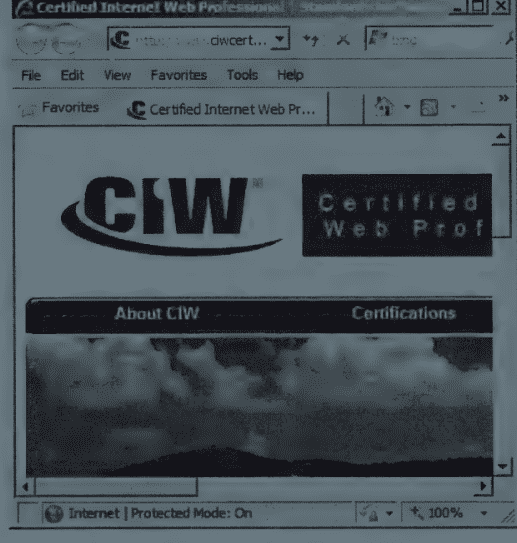 Certified Internet Web Professional
ciwcert...
File Edit View Favorites Tools Help
Favorites Certified Internet Web Pr...
CIW
Certified
Web Prof
About CIW Certifications
Internet | Protected Mode: On 100%